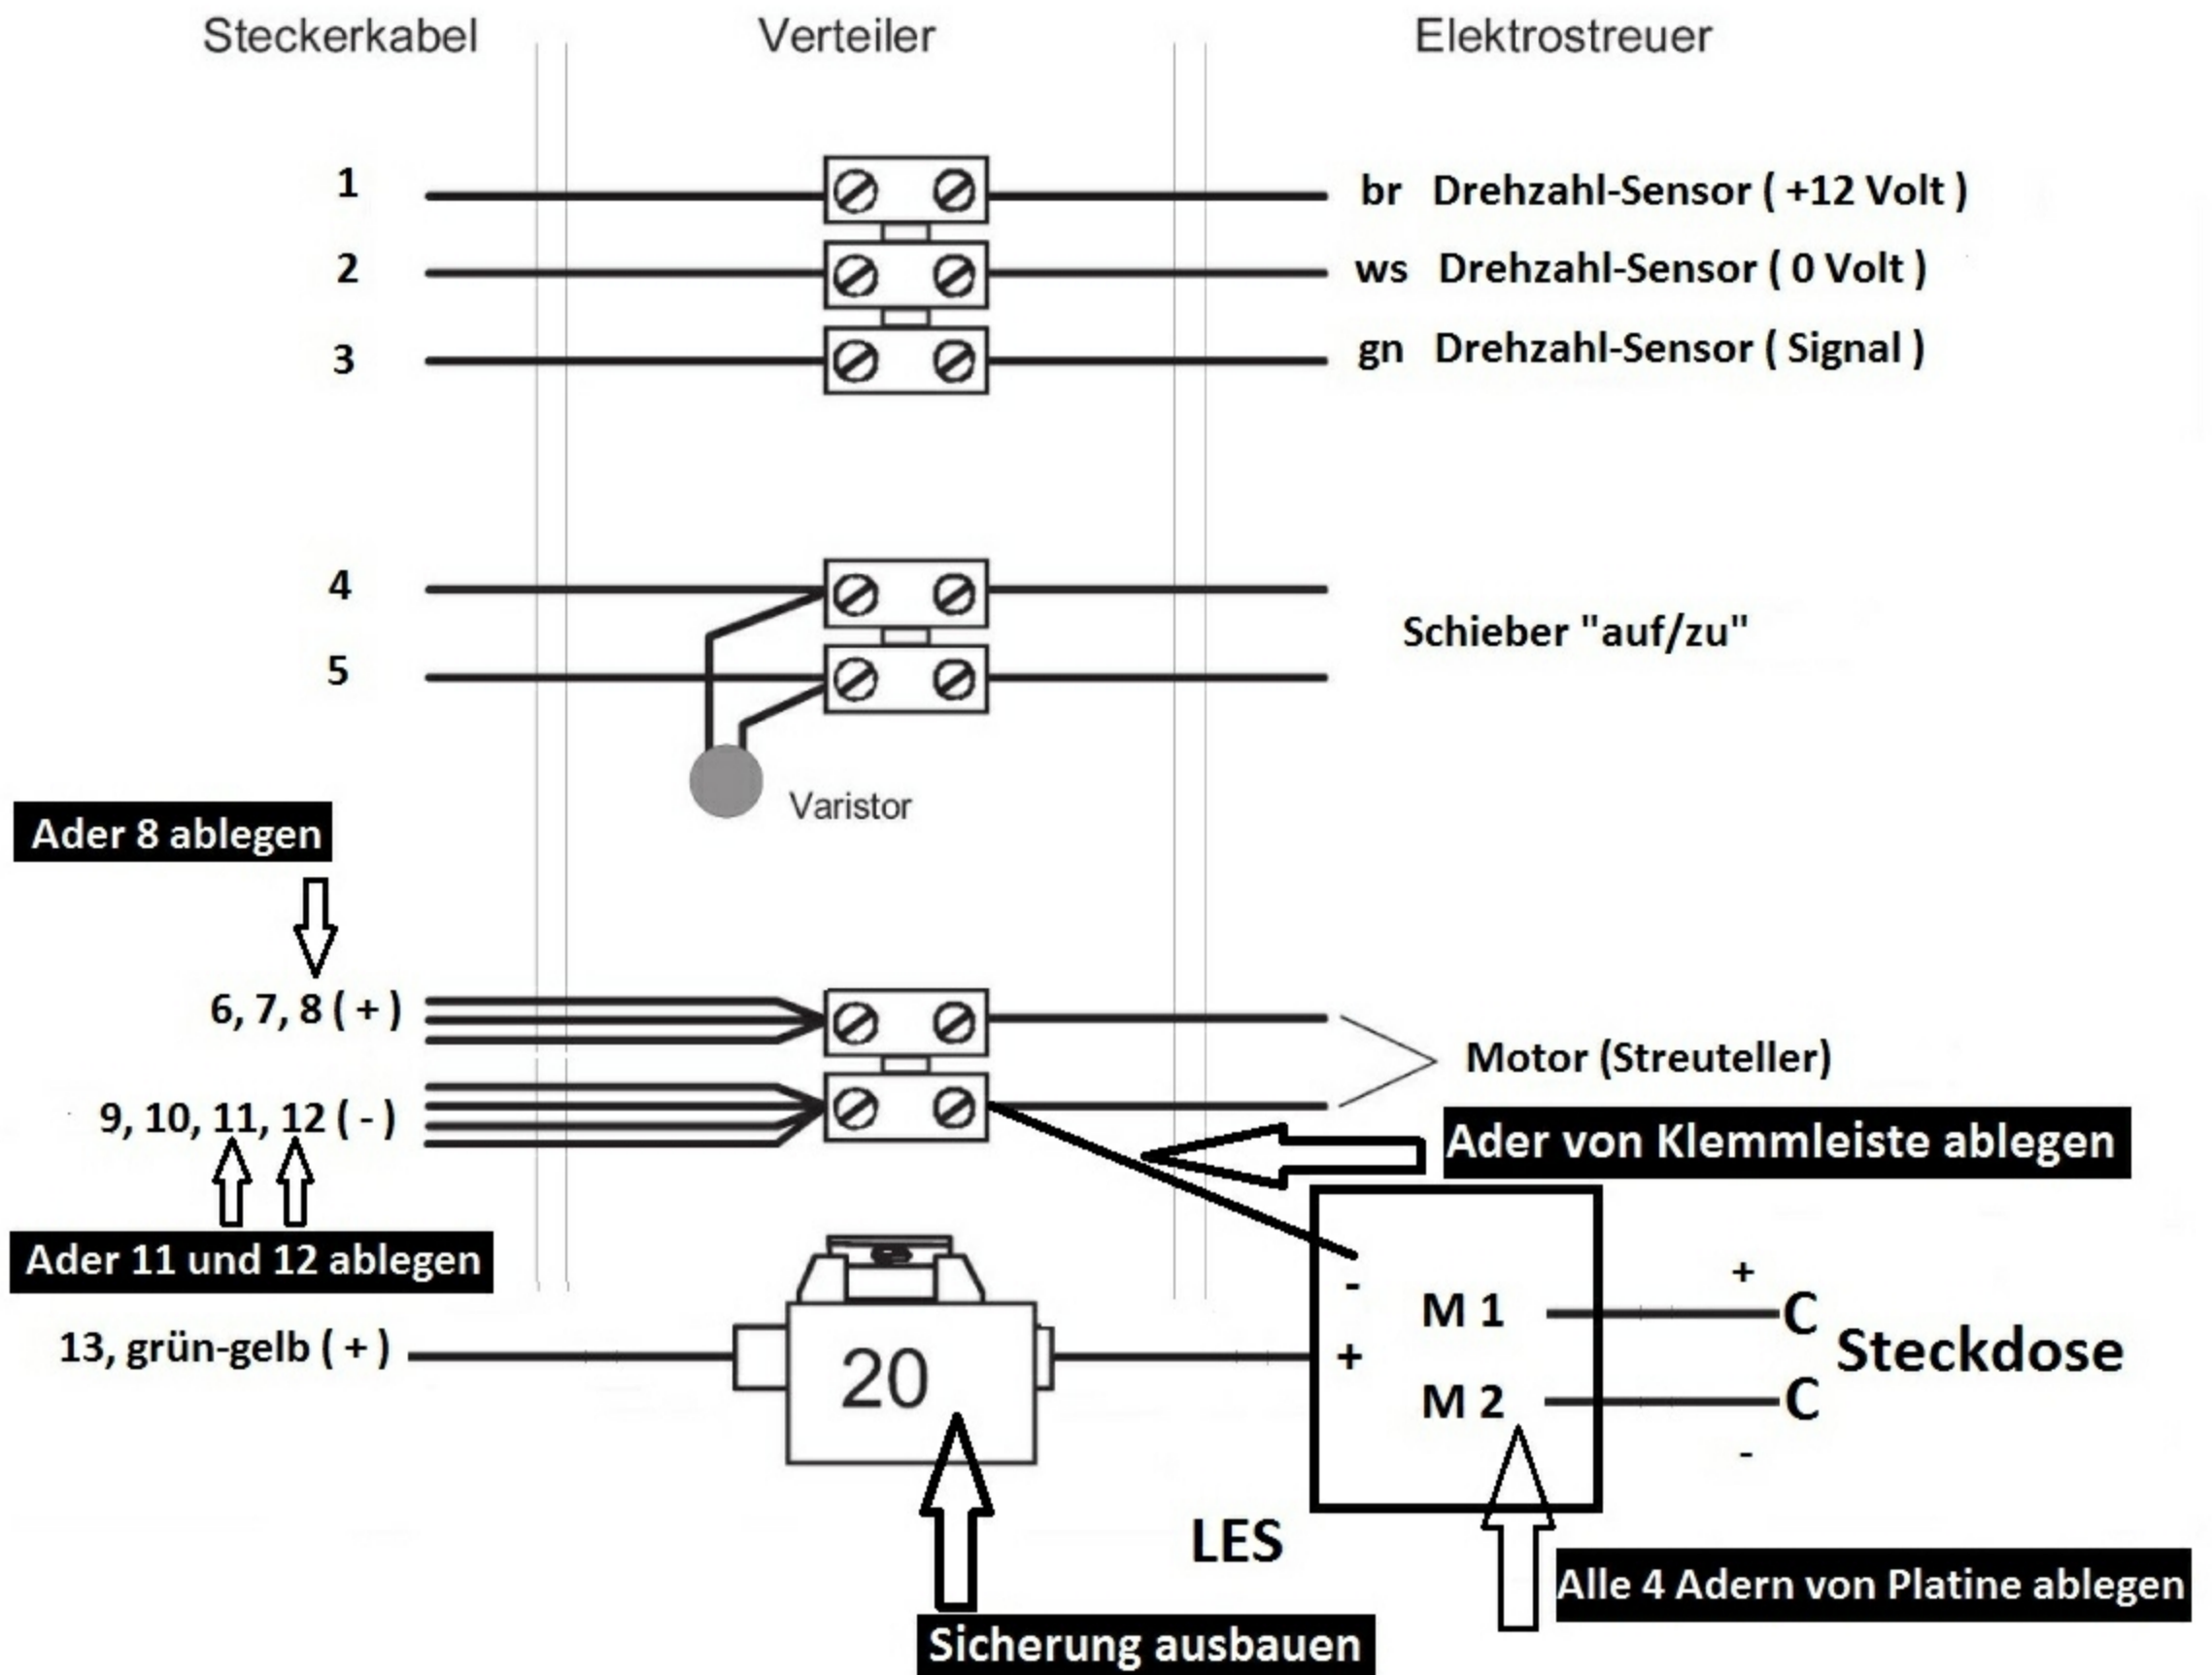 Steckerkabel Verteiler Elektrostreuer
1 br Drehzahl-Sensor ( +12 Volt )
2 ws Drehzahl-Sensor ( 0 Volt )
3 gn Drehzahl-Sensor ( Signal )
4
Schieber "auf/zu"
5
Varistor
Ader 8 ablegen
6, 7, 8 ( + )
Motor (Streuteller)
9, 10, 11, 12 ( - )
Ader von Klemmleiste ablegen
Ader 11 und 12 ablegen
- M 1 + C
13, grün-gelb ( + ) 20 + Steckdose
M 2 C
-
LES
Alle 4 Adern von Platine ablegen
Sicherung ausbauen